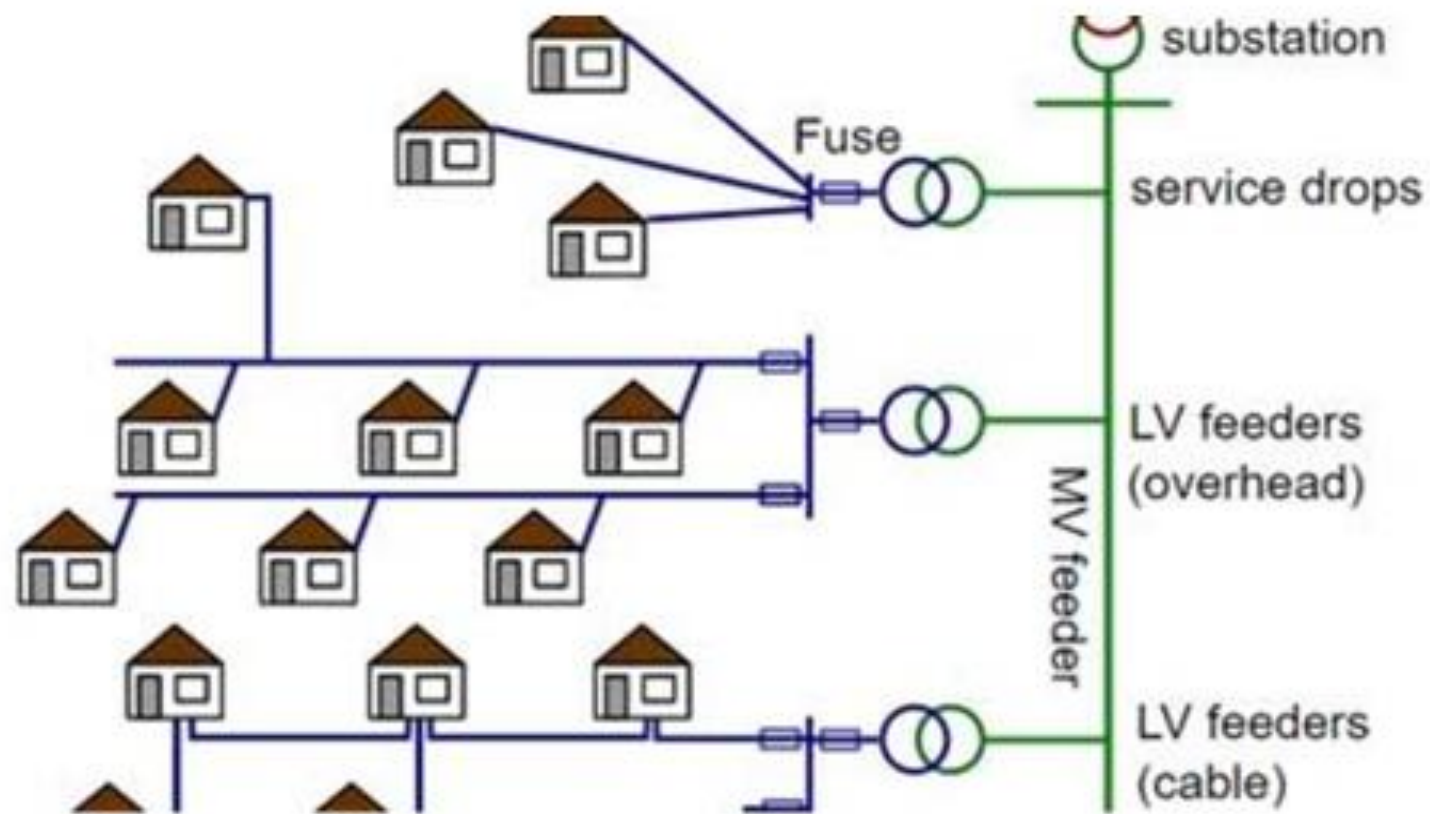 substation
Fuse
service drops
LV feeders
(overhead)
MV feeder
LV feeders
(cable)